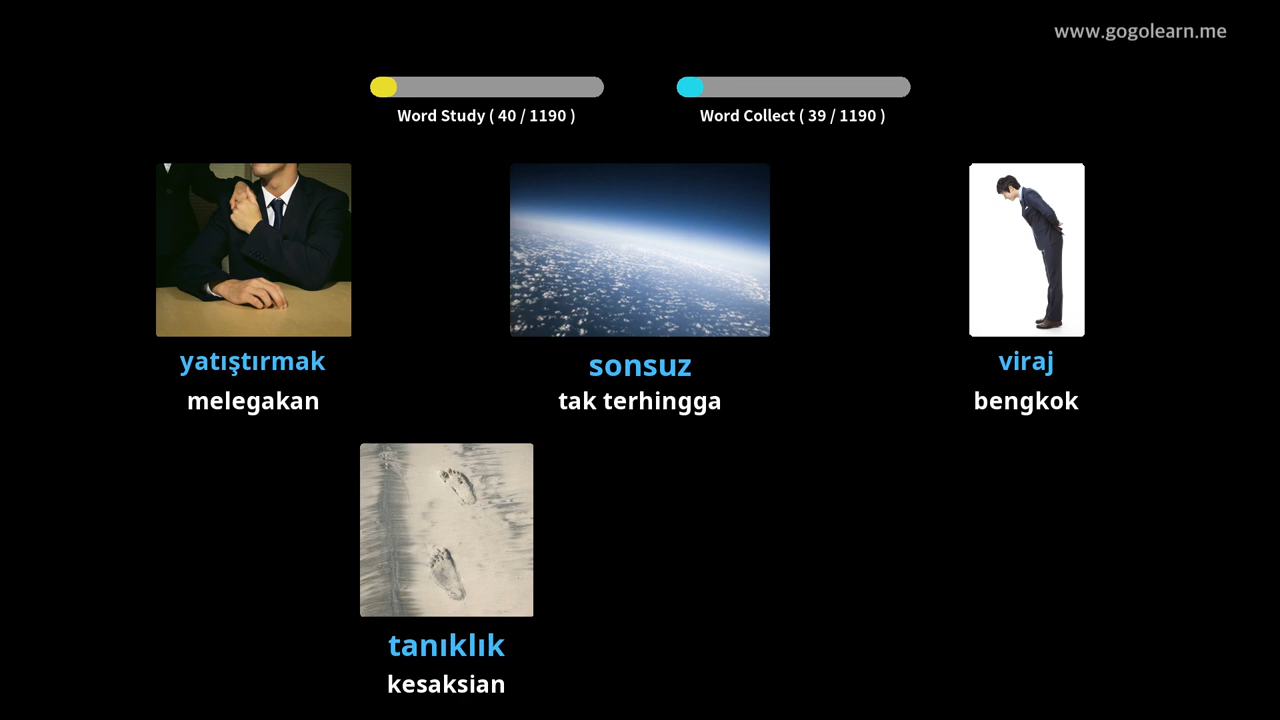 www.gogolearn.me
Word Study ( 40 / 1190 )
Word Collect ( 39 / 1190 )
yatıştırmak
melegakan
sonsuz
tak terhingga
viraj
bengkok
tanıklık
kesaksian